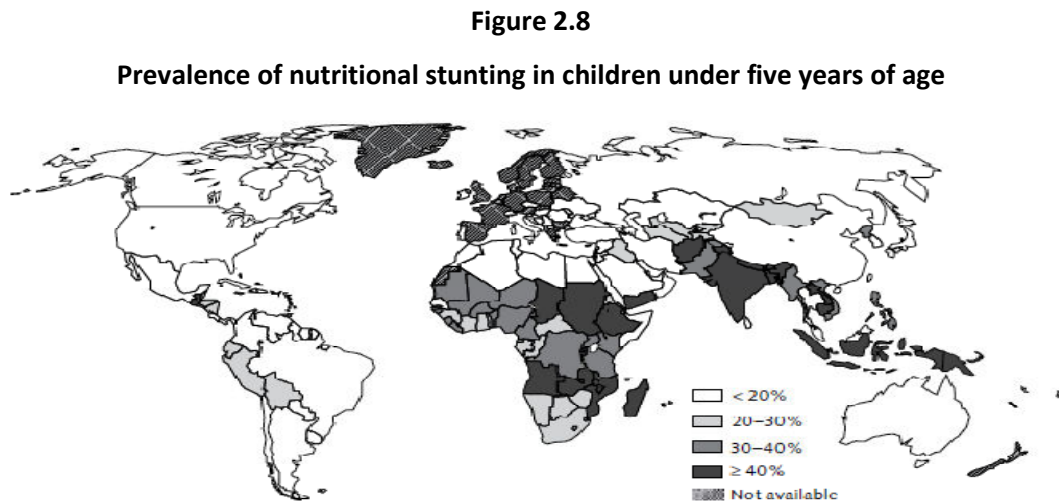 Figure 2.8
Prevalence of nutritional stunting in children under five years of age
< 20%
20–30%
30–40%
≥ 40%
Not available